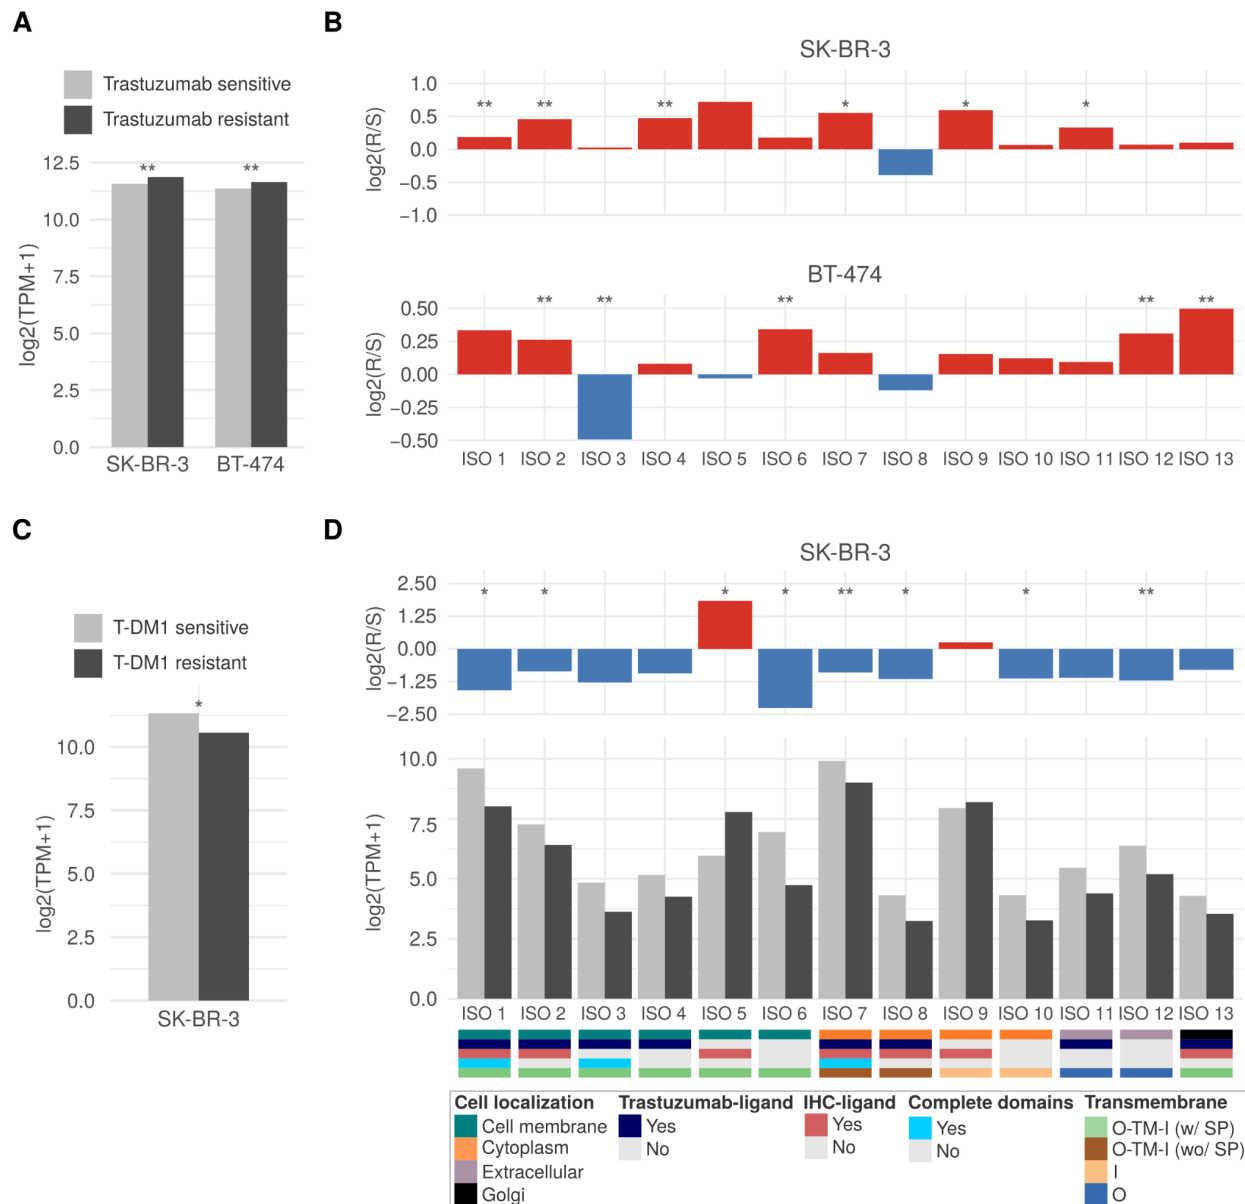 A
Trastuzumab sensitive
Trastuzumab resistant
log2(TPM+1)
12.5
10.0
7.5
5.0
2.5
0.0
** **
SK-BR-3 BT-474
B
SK-BR-3
log2(R/S)
1.0
0.5
0.0
−0.5
−1.0
** ** ** * * *
BT-474
log2(R/S)
0.50
0.25
0.00
−0.25
−0.50
** ** ** ** **
ISO 1 ISO 2 ISO 3 ISO 4 ISO 5 ISO 6 ISO 7 ISO 8 ISO 9 ISO 10 ISO 11 ISO 12 ISO 13
C
T-DM1 sensitive
T-DM1 resistant
*
log2(TPM+1)
10.0
7.5
5.0
2.5
0.0
SK-BR-3
D
SK-BR-3
log2(R/S)
2.50
1.25
0.00
−1.25
−2.50
* * * * ** * * **
log2(TPM+1)
10.0
7.5
5.0
2.5
0.0
ISO 1 ISO 2 ISO 3 ISO 4 ISO 5 ISO 6 ISO 7 ISO 8 ISO 9 ISO 10 ISO 11 ISO 12 ISO 13
Cell localization
Cell membrane
Cytoplasm
Extracellular
Golgi
Trastuzumab-ligand
Yes
No
IHC-ligand
Yes
No
Complete domains
Yes
No
Transmembrane
O-TM-I (w/ SP)
O-TM-I (wo/ SP)
I
O